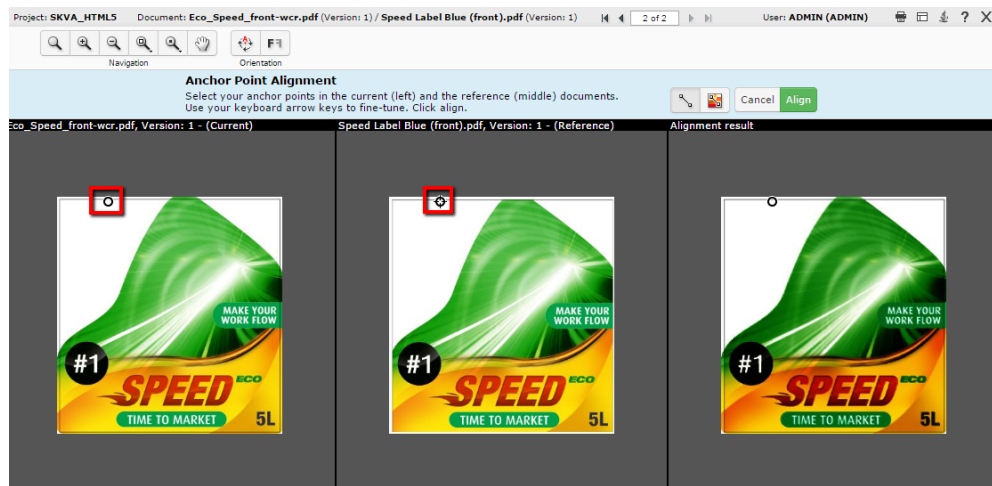 Project: SKVA_HTML5 Document: Eco_Speed_front-wcr.pdf (Version: 1) / Speed Label Blue (front).pdf (Version: 1) 2 of 2 User: ADMIN (ADMIN) ? X
Navigation Orientation
Anchor Point Alignment
Select your anchor points in the current (left) and the reference (middle) documents.
Use your keyboard arrow keys to fine-tune. Click align.
Cancel Align
Eco_Speed_front-wcr.pdf, Version: 1 - (Current) Speed Label Blue (front).pdf, Version: 1 - (Reference) Alignment result
MAKE YOUR
WORK FLOW
#1
SPEED ECO
TIME TO MARKET 5L
MAKE YOUR
WORK FLOW
#1
SPEED ECO
TIME TO MARKET 5L
MAKE YOUR
WORK FLOW
#1
SPEED ECO
TIME TO MARKET 5L